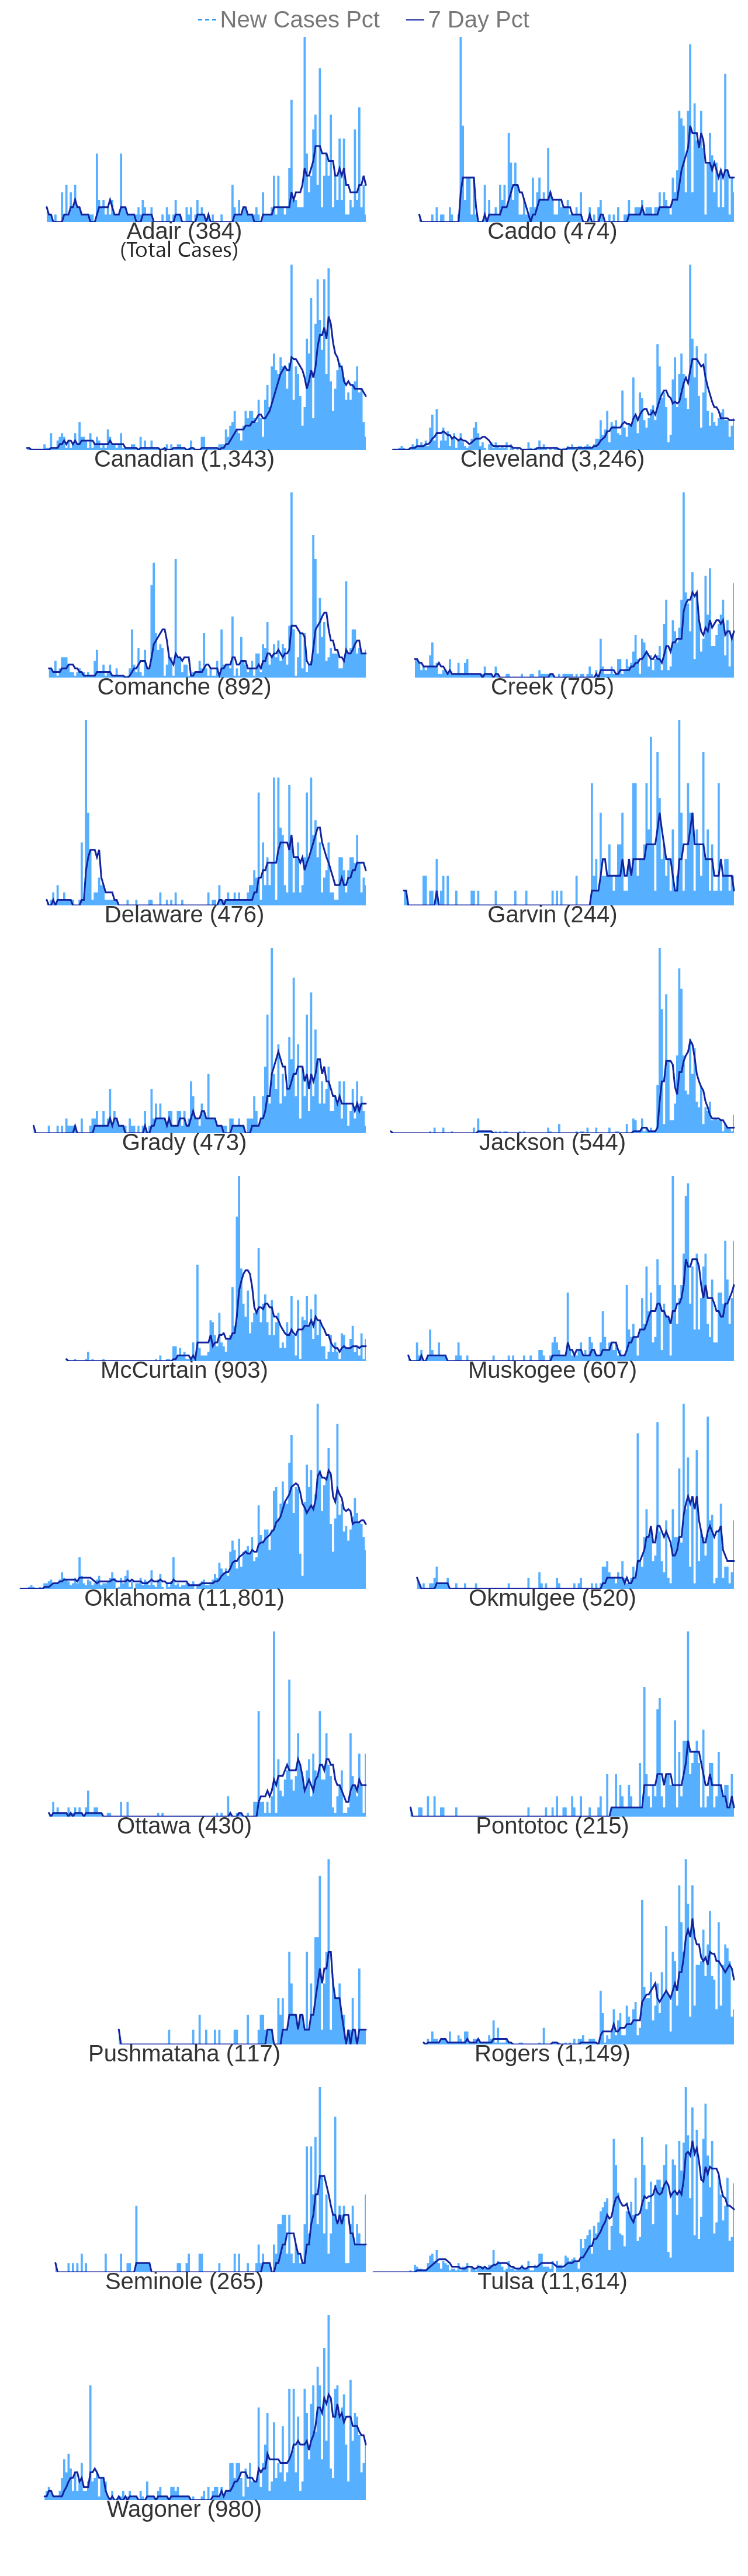 New Cases Pct 7 Day Pct
Adair (384) Caddo (474)
(Total Cases)
Canadian (1,343) Cleveland (3,246)
Comanche (892) Creek (705)
Delaware (476) Garvin (244)
Grady (473) Jackson (544)
McCurtain (903) Muskogee (607)
Oklahoma (11,801) Okmulgee (520)
Ottawa (430) Pontotoc (215)
Pushmataha (117) Rogers (1,149)
Seminole (265) Tulsa (11,614)
Wagoner (980)